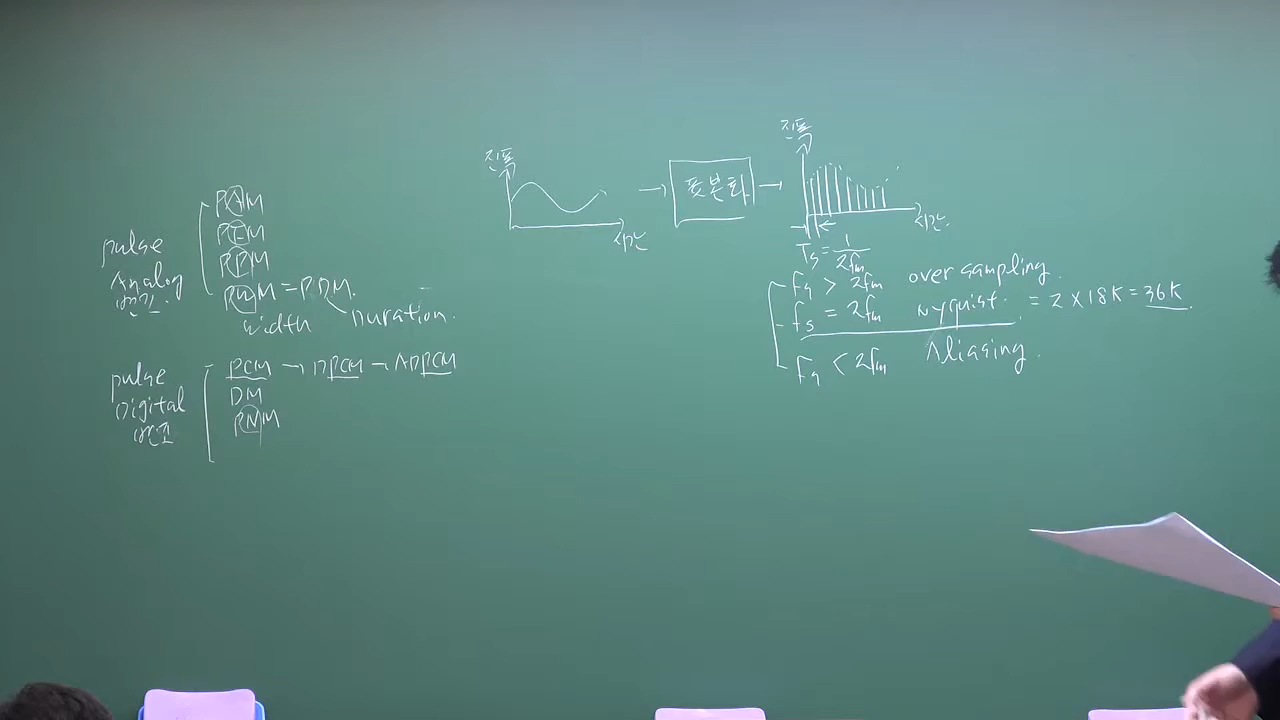 PAM
PFM
PPM
PWM = PDM.
width
Duration.
pulse
Analog
변조
pulse
Digital
변조
PCM → DPCM → ADPCM
DM
PNM
진폭
시간
→ 표본화 →
진폭
시간
Ts = 1/2fm
fs > 2fm over sampling.
fs = 2fm nyquist. = 2 × 18K = 36K
fs < 2fm Aliasing.